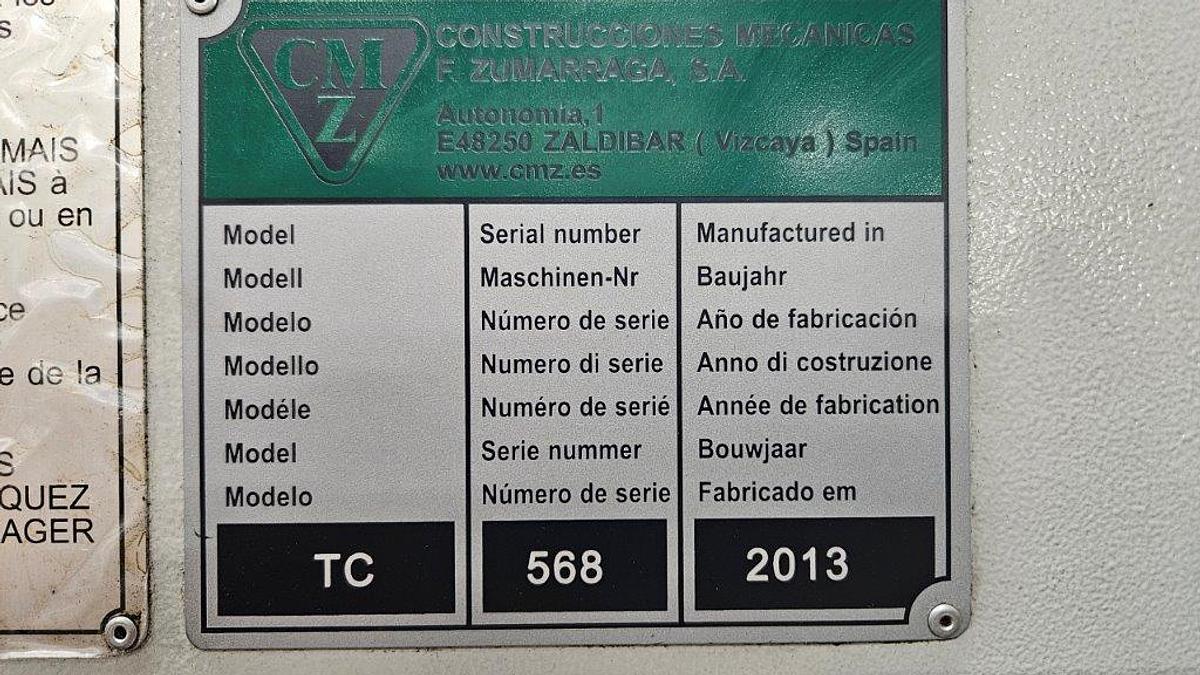 s
MAIS
AIS à
ou en
ce
e de la
S
QUEZ
AGER
CMZ
CONSTRUCCIONES MECANICAS
F. ZUMARRAGA, S.A.
Autonomia,1
E48250 ZALDIBAR ( Vizcaya ) Spain
www.cmz.es
Model
Modell
Modelo
Modello
Modéle
Model
Modelo
TC
Serial number
Maschinen-Nr
Número de serie
Numero di serie
Numéro de serié
Serie nummer
Número de serie
568
Manufactured in
Baujahr
Año de fabricación
Anno di costruzione
Année de fabrication
Bouwjaar
Fabricado em
2013